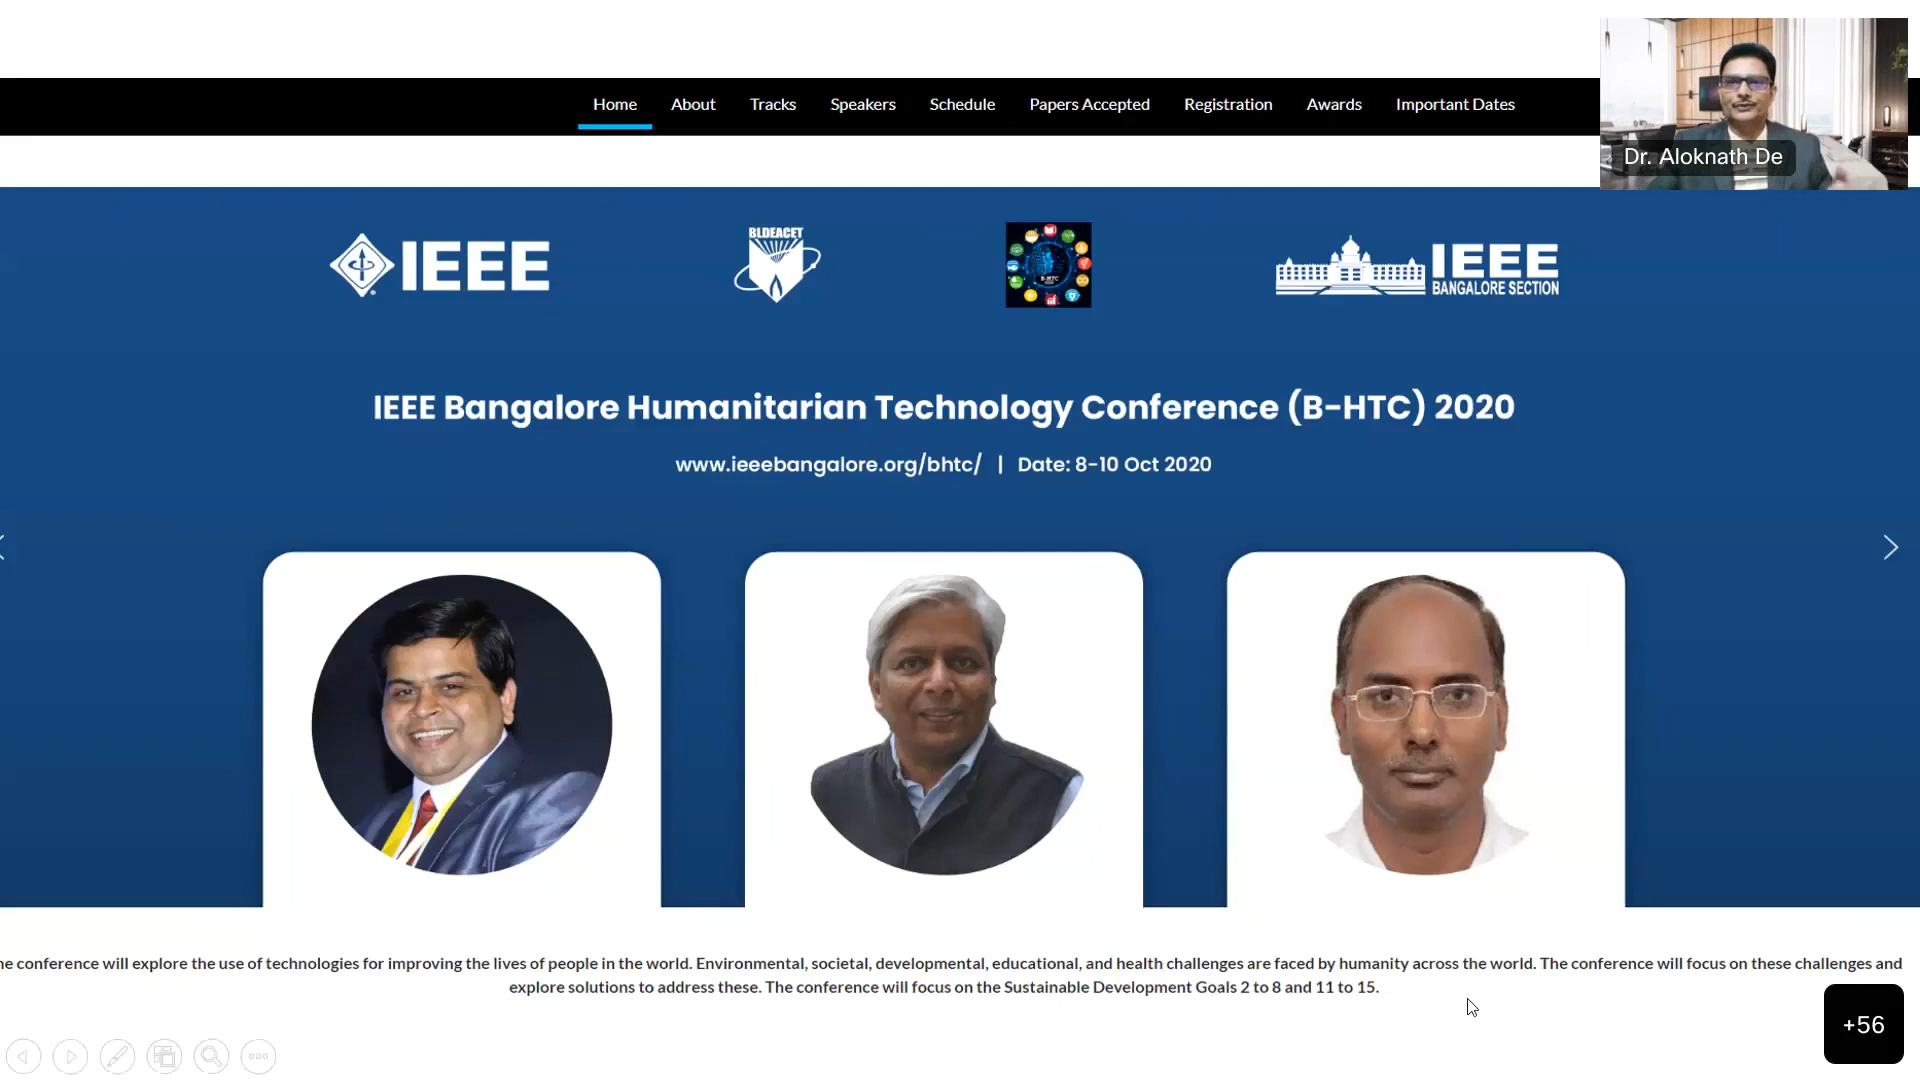 Home About Tracks Speakers Schedule Papers Accepted Registration Awards Important Dates
Dr. Aloknath De
IEEE
BLDEACET
B-HTC
IEEE
BANGALORE SECTION
IEEE Bangalore Humanitarian Technology Conference (B-HTC) 2020
www.ieeebangalore.org/bhtc/ | Date: 8-10 Oct 2020
he conference will explore the use of technologies for improving the lives of people in the world. Environmental, societal, developmental, educational, and health challenges are faced by humanity across the world. The conference will focus on these challenges and
explore solutions to address these. The conference will focus on the Sustainable Development Goals 2 to 8 and 11 to 15.
+56